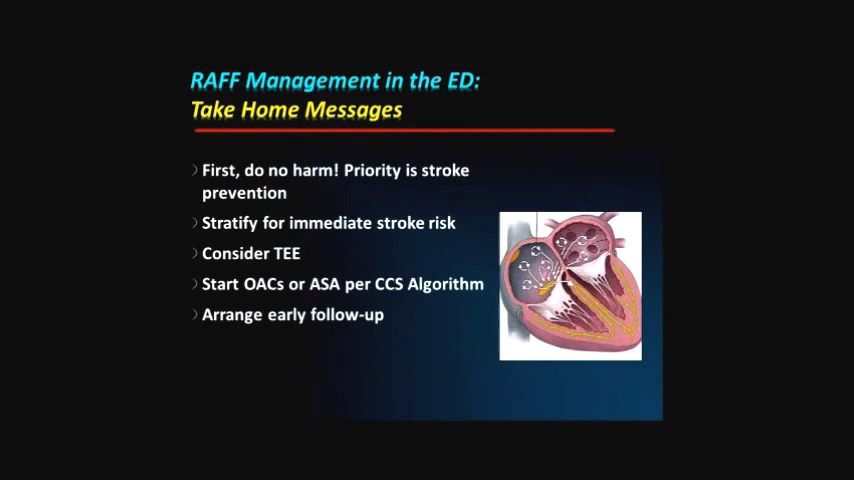 RAFF Management in the ED:
Take Home Messages
First, do no harm! Priority is stroke
prevention
Stratify for immediate stroke risk
Consider TEE
Start OACs or ASA per CCS Algorithm
Arrange early follow-up